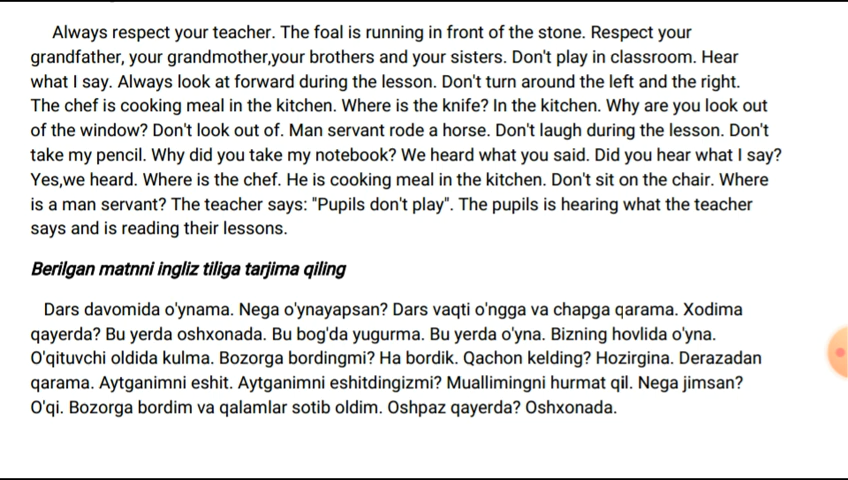 Always respect your teacher. The foal is running in front of the stone. Respect your
grandfather, your grandmother,your brothers and your sisters. Don't play in classroom. Hear
what I say. Always look at forward during the lesson. Don't turn around the left and the right.
The chef is cooking meal in the kitchen. Where is the knife? In the kitchen. Why are you look out
of the window? Don't look out of. Man servant rode a horse. Don't laugh during the lesson. Don't
take my pencil. Why did you take my notebook? We heard what you said. Did you hear what I say?
Yes,we heard. Where is the chef. He is cooking meal in the kitchen. Don't sit on the chair. Where
is a man servant? The teacher says: "Pupils don't play". The pupils is hearing what the teacher
says and is reading their lessons.
Berilgan matnni ingliz tiliga tarjima qiling
Dars davomida o'ynama. Nega o'ynayapsan? Dars vaqti o'ngga va chapga qarama. Xodima
qayerda? Bu yerda oshxonada. Bu bog'da yugurma. Bu yerda o'yna. Bizning hovlida o'yna.
O'qituvchi oldida kulma. Bozorga bordingmi? Ha bordik. Qachon kelding? Hozirgina. Derazadan
qarama. Aytganimni eshit. Aytganimni eshitdingizmi? Muallimingni hurmat qil. Nega jimsan?
O'qi. Bozorga bordim va qalamlar sotib oldim. Oshpaz qayerda? Oshxonada.